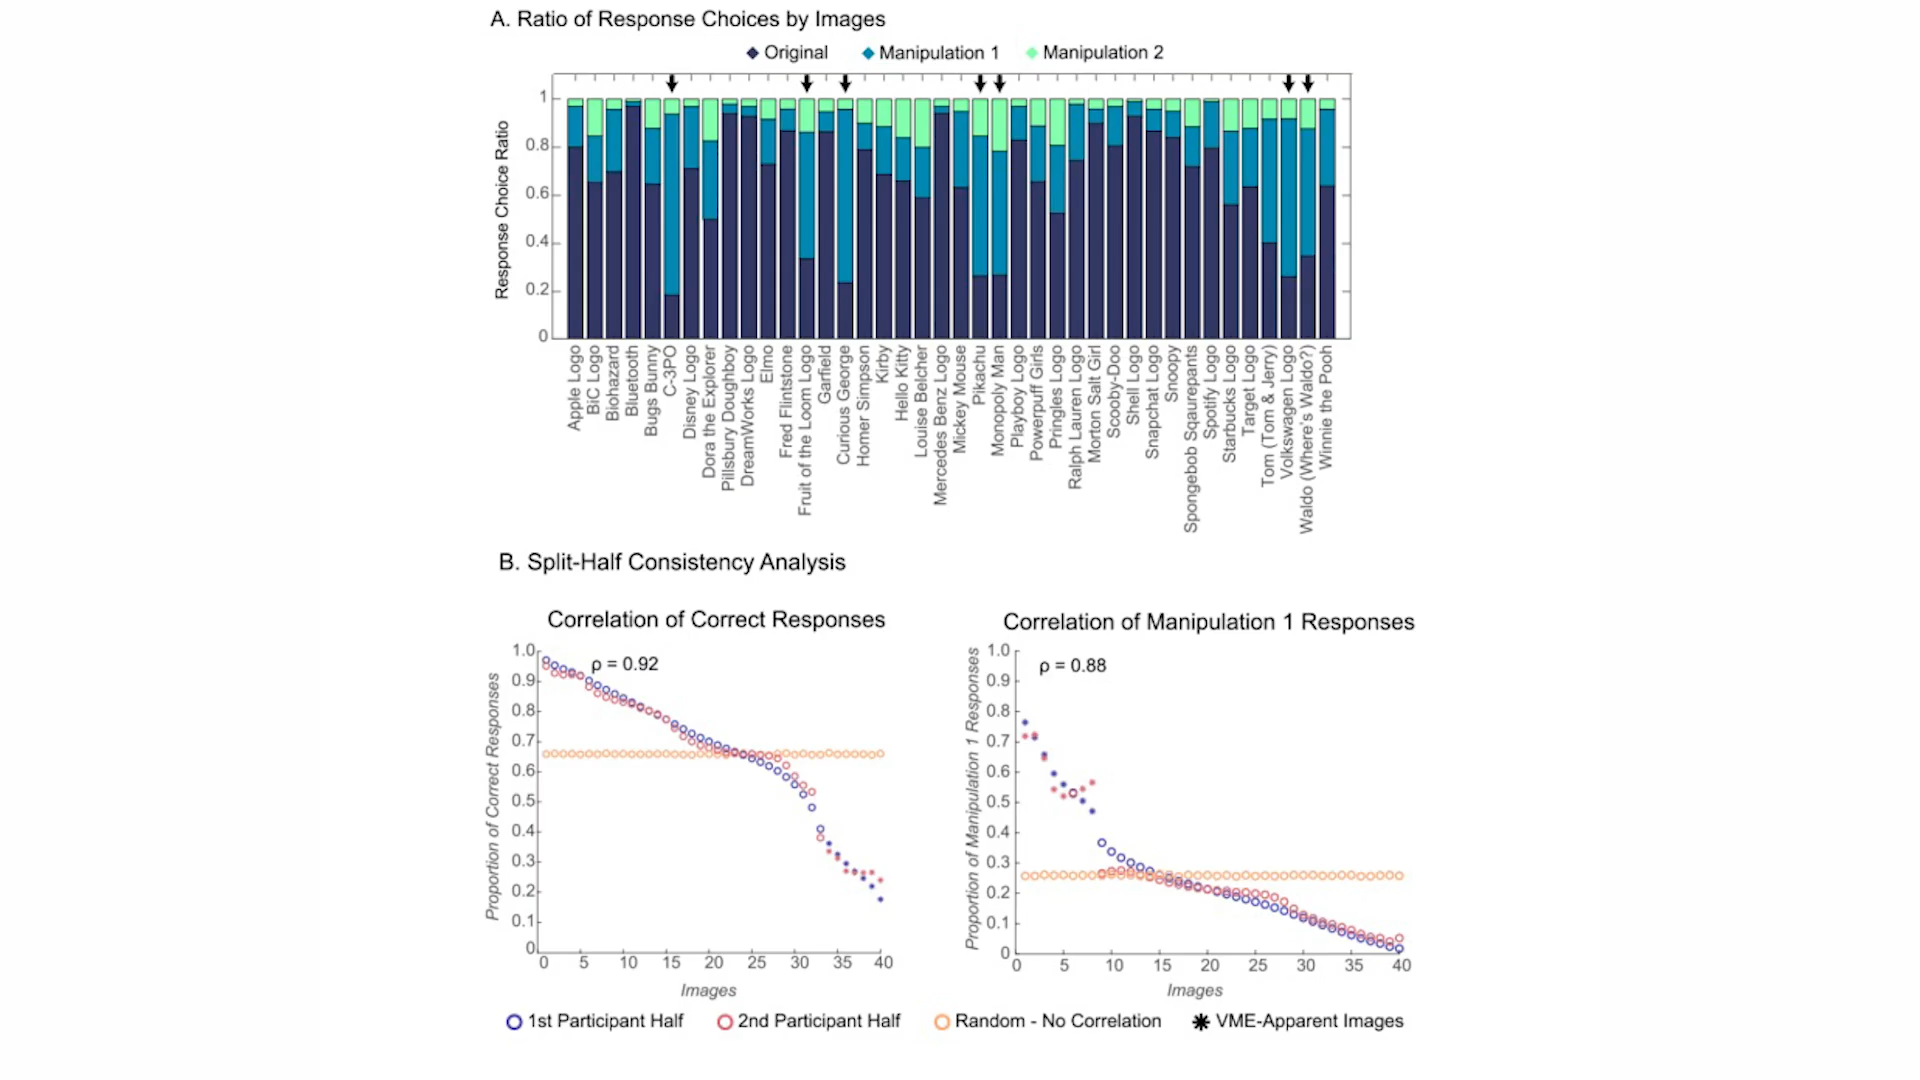 A. Ratio of Response Choices by Images
Original
Manipulation 1
Manipulation 2
Response Choice Ratio
1
0.8
0.6
0.4
0.2
0
Apple Logo
BiC Logo
Biohazard
Bluetooth
Bugs Bunny
C-3PO
Disney Logo
Dora the Explorer
Pillsbury Doughboy
DreamWorks Logo
Elmo
Fred Flintstone
Fruit of the Loom Logo
Garfield
Curious George
Homer Simpson
Kirby
Hello Kitty
Louise Belcher
Mercedes Benz Logo
Mickey Mouse
Pikachu
Monopoly Man
Playboy Logo
Powerpuff Girls
Pringles Logo
Ralph Lauren Logo
Morton Salt Girl
Scooby-Doo
Shell Logo
Snapchat Logo
Snoopy
Spongebob Sqaurepants
Spotify Logo
Starbucks Logo
Target Logo
Tom (Tom & Jerry)
Volkswagen Logo
Waldo (Where's Waldo?)
Winnie the Pooh
B. Split-Half Consistency Analysis
Correlation of Correct Responses
ρ = 0.92
Proportion of Correct Responses
1.0
0.9
0.8
0.7
0.6
0.5
0.4
0.3
0.2
0.1
0
0 5 10 15 20 25 30 35 40
Images
Correlation of Manipulation 1 Responses
ρ = 0.88
Proportion of Manipulation 1 Responses
1.0
0.9
0.8
0.7
0.6
0.5
0.4
0.3
0.2
0.1
0
0 5 10 15 20 25 30 35 40
Images
1st Participant Half
2nd Participant Half
Random - No Correlation
VME-Apparent Images